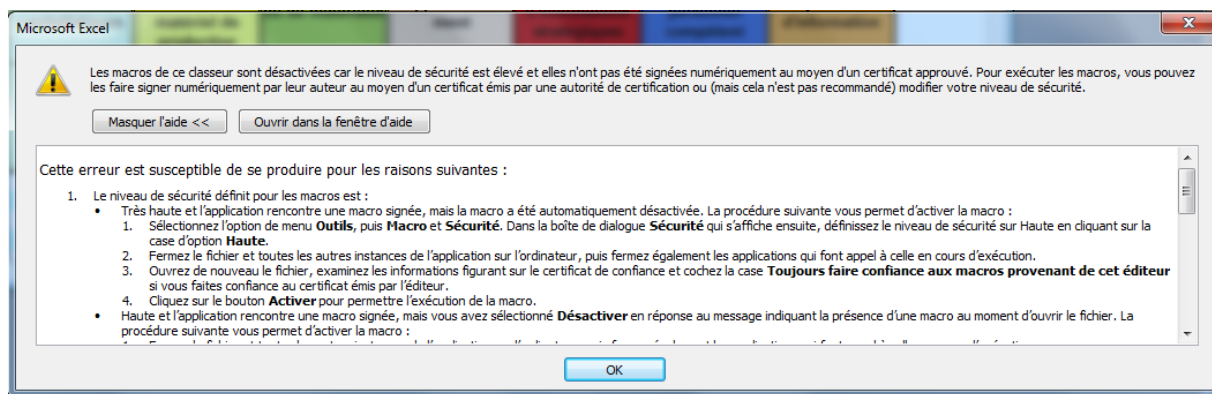 Microsoft Excel
matériel de
d'information
Les macros de ce classeur sont désactivées car le niveau de sécurité est élevé et elles n'ont pas été signées numériquement au moyen d'un certificat approuvé. Pour exécuter les macros, vous pouvez
les faire signer numériquement par leur auteur au moyen d'un certificat émis par une autorité de certification ou (mais cela n'est pas recommandé) modifier votre niveau de sécurité.
Masquer l'aide <<
Ouvrir dans la fenêtre d'aide
Cette erreur est susceptible de se produire pour les raisons suivantes :
1. Le niveau de sécurité définit pour les macros est :
• Très haute et l'application rencontre une macro signée, mais la macro a été automatiquement désactivée. La procédure suivante vous permet d'activer la macro :
1. Sélectionnez l'option de menu Outils, puis Macro et Sécurité. Dans la boîte de dialogue Sécurité qui s'affiche ensuite, définissez le niveau de sécurité sur Haute en cliquant sur la
case d'option Haute.
2. Fermez le fichier et toutes les autres instances de l'application sur l'ordinateur, puis fermez également les applications qui font appel à celle en cours d'exécution.
3. Ouvrez de nouveau le fichier, examinez les informations figurant sur le certificat de confiance et cochez la case Toujours faire confiance aux macros provenant de cet éditeur
si vous faites confiance au certificat émis par l'éditeur.
4. Cliquez sur le bouton Activer pour permettre l'exécution de la macro.
• Haute et l'application rencontre une macro signée, mais vous avez sélectionné Désactiver en réponse au message indiquant la présence d'une macro au moment d'ouvrir le fichier. La
procédure suivante vous permet d'activer la macro :
OK